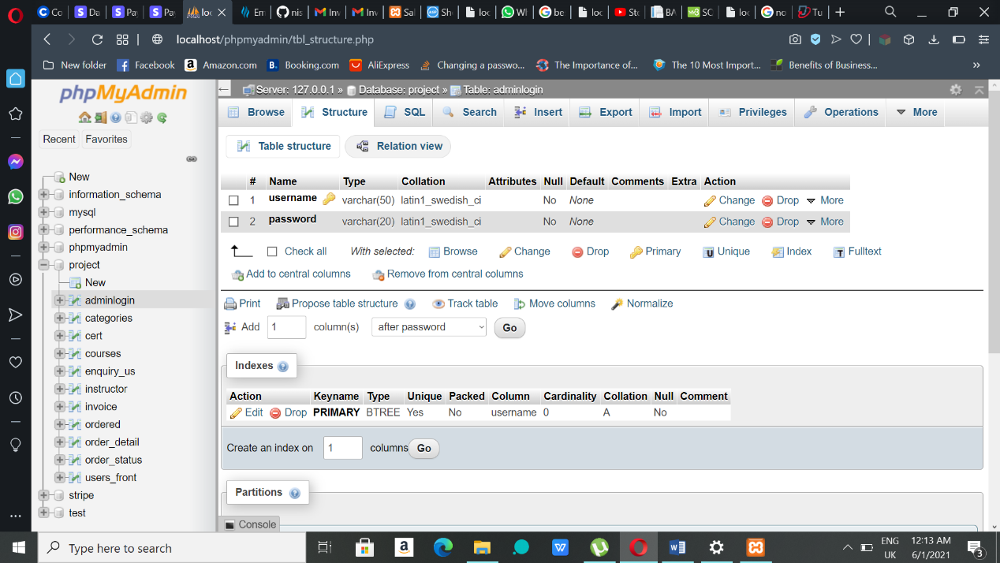 Co
Da
Pay
Pay
loc
Em
nis
Inv
Inv
Sal
Sho
loc
Wh
be
loc
Sto
BA
SC
loc
no
Tu
localhost/phpmyadmin/tbl_structure.php
New folder
Facebook
Amazon.com
Booking.com
AliExpress
Changing a passwo...
The Importance of...
The 10 Most Import...
Benefits of Business...
»
phpMyAdmin
Recent
Favorites
New
information_schema
mysql
performance_schema
phpmyadmin
project
New
adminlogin
categories
cert
courses
enquiry_us
instructor
invoice
ordered
order_detail
order_status
users_front
stripe
test
Server: 127.0.0.1 » Database: project » Table: adminlogin
Browse Structure SQL Search Insert Export Import Privileges Operations More
Table structure Relation view
# Name Type Collation Attributes Null Default Comments Extra Action
1 username varchar(50) latin1_swedish_ci No None Change Drop More
2 password varchar(20) latin1_swedish_ci No None Change Drop More
Check all With selected: Browse Change Drop Primary Unique Index Fulltext
Add to central columns Remove from central columns
Print Propose table structure Track table Move columns Normalize
Add 1 column(s) after password Go
Indexes
Action Keyname Type Unique Packed Column Cardinality Collation Null Comment
Edit Drop PRIMARY BTREE Yes No username 0 A No
Create an index on 1 columns Go
Partitions
Console
Type here to search
ENG
UK
12:13 AM
6/1/2021
3